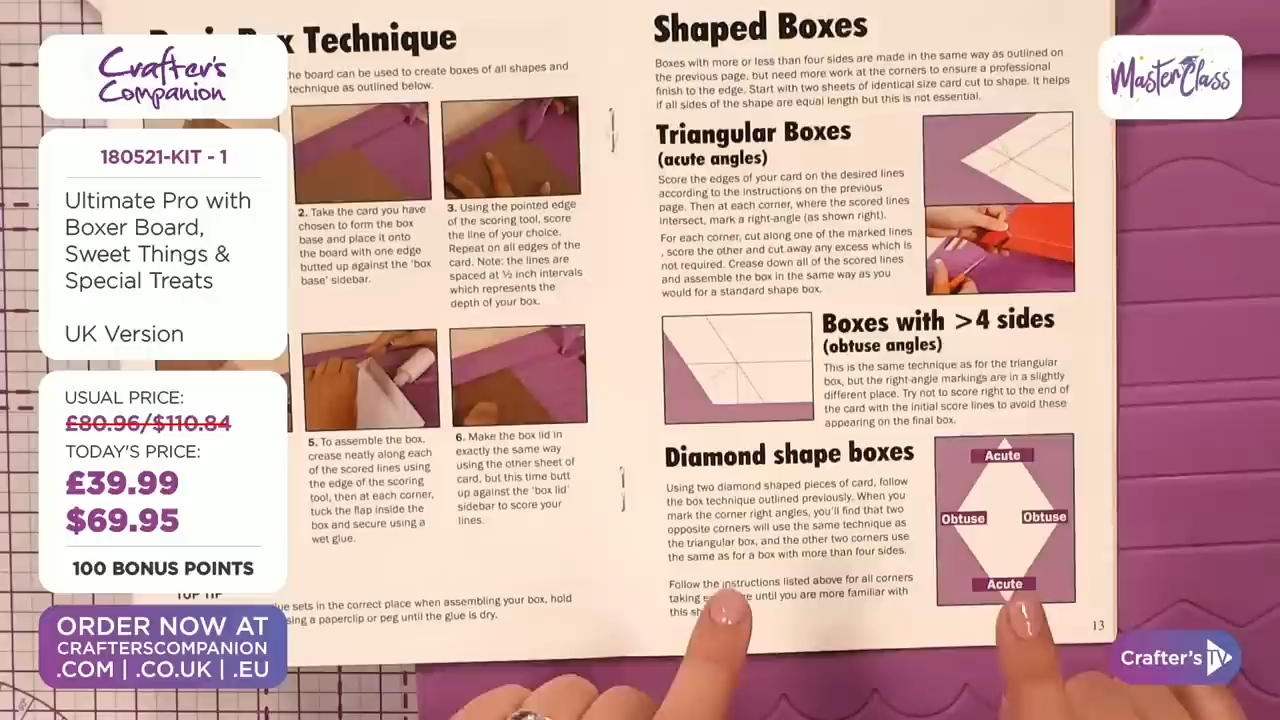 Crafter's
Companion
180521-KIT - 1
Ultimate Pro with
Boxer Board,
Sweet Things &
Special Treats
UK Version
USUAL PRICE:
£80.96/$110.84
TODAY'S PRICE:
£39.99
$69.95
100 BONUS POINTS
ORDER NOW AT
CRAFTERSCOMPANION
.COM | .CO.UK | .EU
Technique
the board can be used to create boxes of all shapes and
technique as outlined below.
2. Take the card you have
chosen to form the box
base and place it onto
the board with one edge
butted up against the 'box
base' sidebar.
3. Using the pointed edge
of the scoring tool, score
the line of your choice.
Repeat on all edges of the
card. Note: the lines are
spaced at ½ inch intervals
which represents the
depth of your box.
5. To assemble the box,
crease neatly along each
of the scored lines using
the edge of the scoring
tool, then at each corner,
tuck the flap inside the
box and secure using a
wet glue.
6. Make the box lid in
exactly the same way
using the other sheet of
card, but this time butt
up against the 'box lid'
sidebar to score your
lines.
TOP TIP
sets in the correct place when assembling your box, hold
using a paperclip or peg until the glue is dry.
Shaped Boxes
Boxes with more or less than four sides are made in the same way as outlined on
the previous page, but need more work at the corners to ensure a professional
finish to the edge. Start with two sheets of identical size card cut to shape. It helps
if all sides of the shape are equal length but this is not essential.
Triangular Boxes
(acute angles)
Score the edges of your card on the desired lines
according to the instructions on the previous
page. Then at each corner, where the scored lines
intersect, mark a right-angle (as shown right).
For each corner, cut along one of the marked lines
, score the other and cut away any excess which is
not required. Crease down all of the scored lines
and assemble the box in the same way as you
would for a standard shape box.
Boxes with >4 sides
(obtuse angles)
This is the same technique as for the triangular
box, but the right-angle markings are in a slightly
different place. Try not to score right to the end of
the card with the initial score lines to avoid these
appearing on the final box.
Diamond shape boxes
Using two diamond shaped pieces of card, follow
the box technique outlined previously. When you
mark the corner right angles, you'll find that two
opposite corners will use the same technique as
the triangular box, and the other two corners use
the same as for a box with more than four sides.
Follow the instructions listed above for all corners
taking until you are more familiar with
this
Acute
Obtuse
Obtuse
Acute
13
MasterClass
Crafter's TV